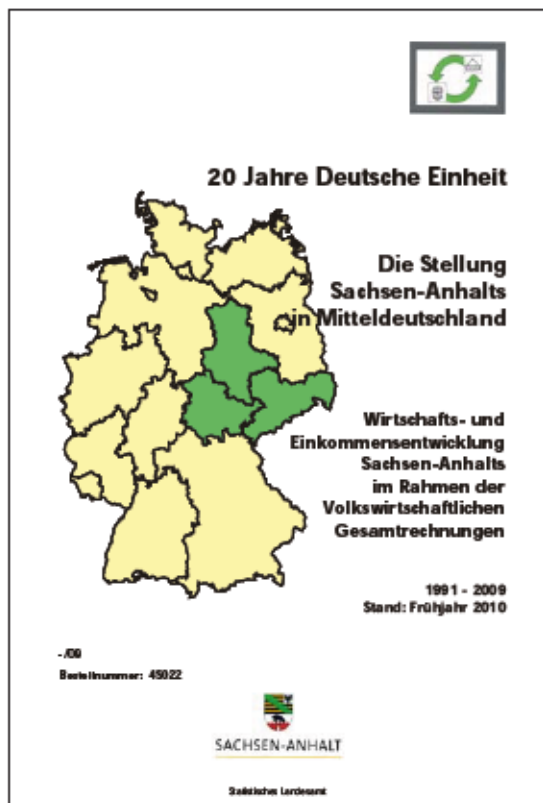 20 Jahre Deutsche Einheit
Die Stellung
Sachsen-Anhalts
in Mitteldeutschland
Wirtschafts- und
Einkommensentwicklung
Sachsen-Anhalts
im Rahmen der
Volkswirtschaftlichen
Gesamtrechnungen
1991 - 2009
Stand: Frühjahr 2010
-/09
Bestellnummer: 4S022
SACHSEN-ANHALT
Statistisches Landesamt